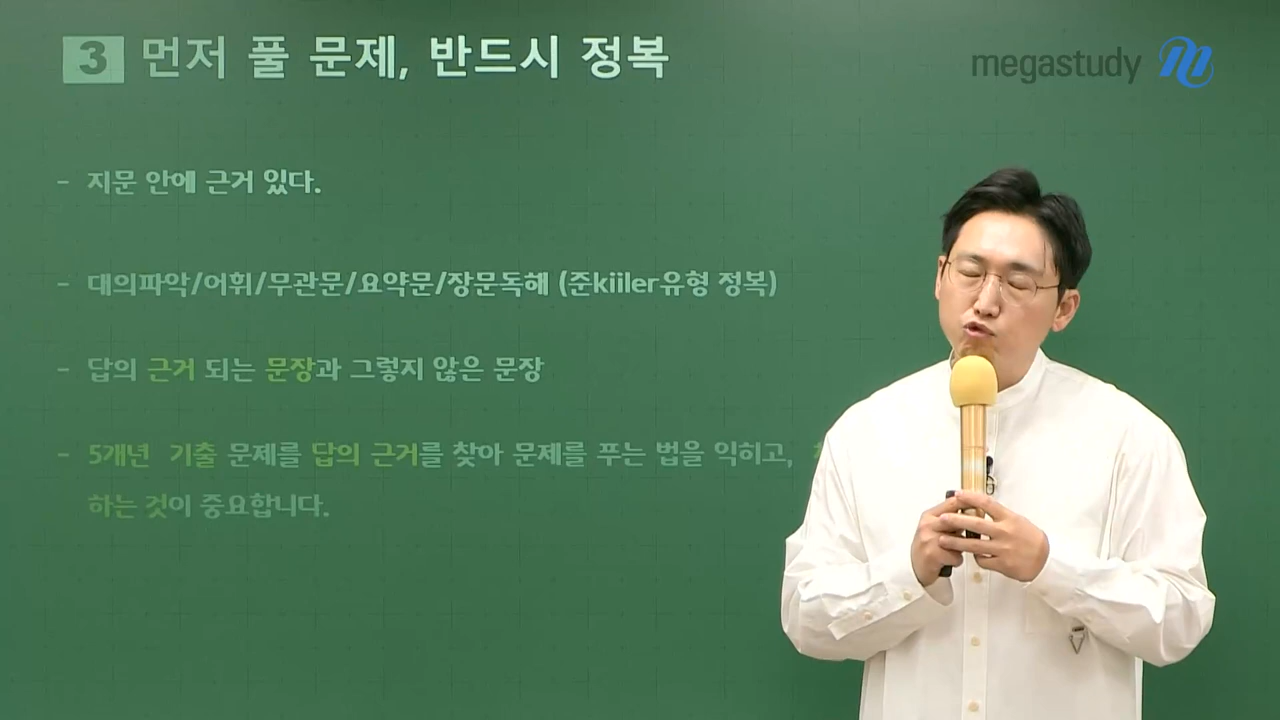 3 먼저 풀 문제, 반드시 정복
megastudy
- 지문 안에 근거 있다.
- 대의파악/어휘/무관문/요약문/장문독해 (준kiiler유형 정복)
- 답의 근거 되는 문장과 그렇지 않은 문장
- 5개년 기출 문제를 답의 근거를 찾아 문제를 푸는 법을 익히고,
하는 것이 중요합니다.